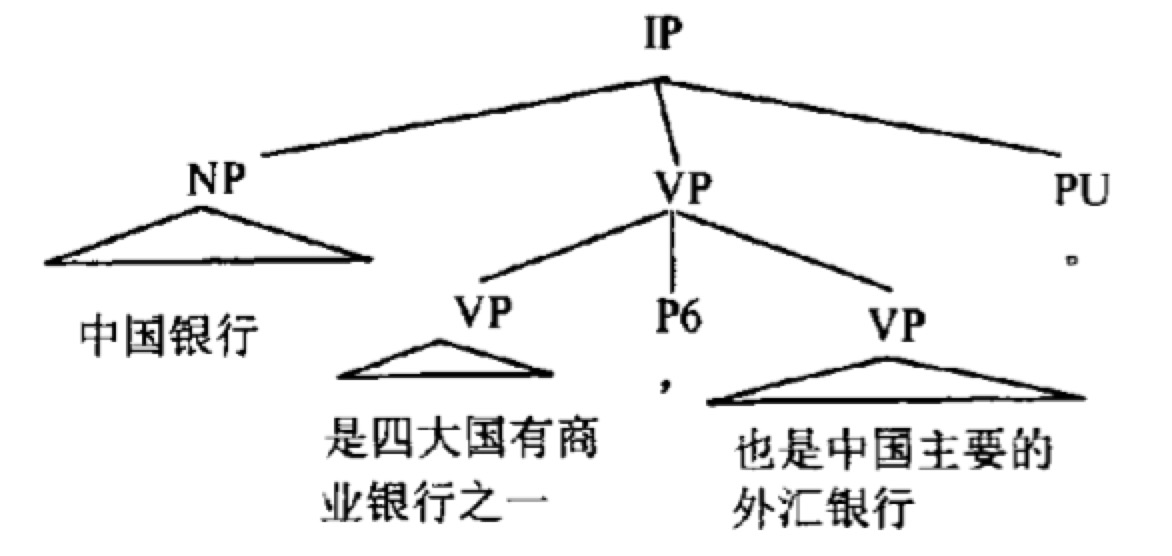 IP
NP VP PU
。
VP P6 VP
中国银行
，
是四大国有商
业银行之一
也是中国主要的
外汇银行